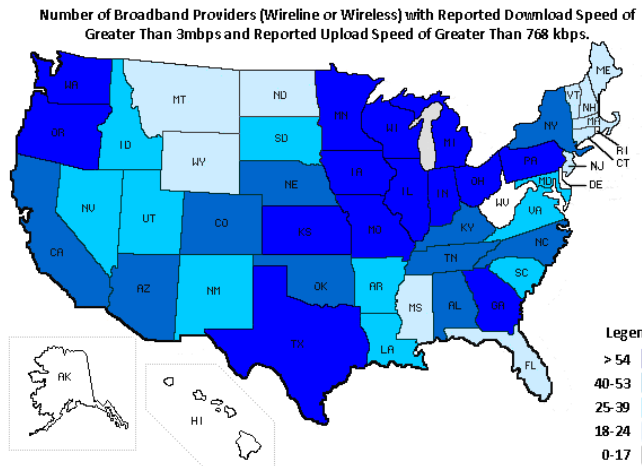 Number of Broadband Providers (Wireline or Wireless) with Reported Download Speed of
Greater Than 3mbps and Reported Upload Speed of Greater Than 768 kbps.
WA
MT
ND
MN
ME
VT
NH
OR
ID
SD
WI
MI
NY
MA
RI
CT
WY
IA
PA
NJ
NE
IL
IN
OH
DE
NV
UT
CO
KS
MO
WV
VA
KY
CA
AZ
NM
OK
AR
TN
NC
SC
MS
AL
GA
TX
LA
FL
AK
HI
Legen
> 54
40-53
25-39
18-24
0-17